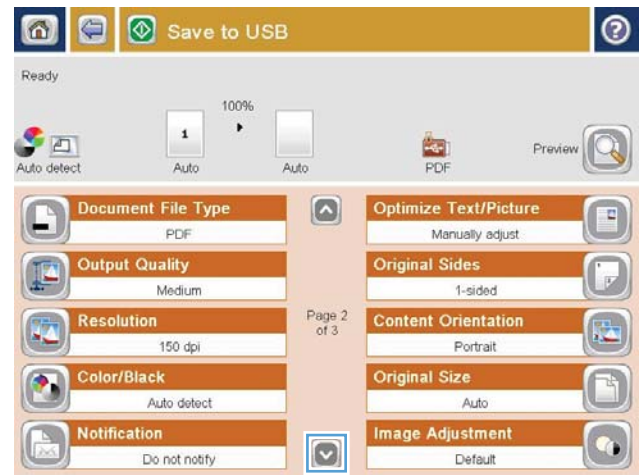 Save to USB
?
Ready
100%
1
Auto detect
Auto
Auto
PDF
Preview
Document File Type
PDF
Output Quality
Medium
Resolution
150 dpi
Color/Black
Auto detect
Notification
Do not notify
Page 2
of 3
Optimize Text/Picture
Manually adjust
Original Sides
1-sided
Content Orientation
Portrait
Original Size
Auto
Image Adjustment
Default